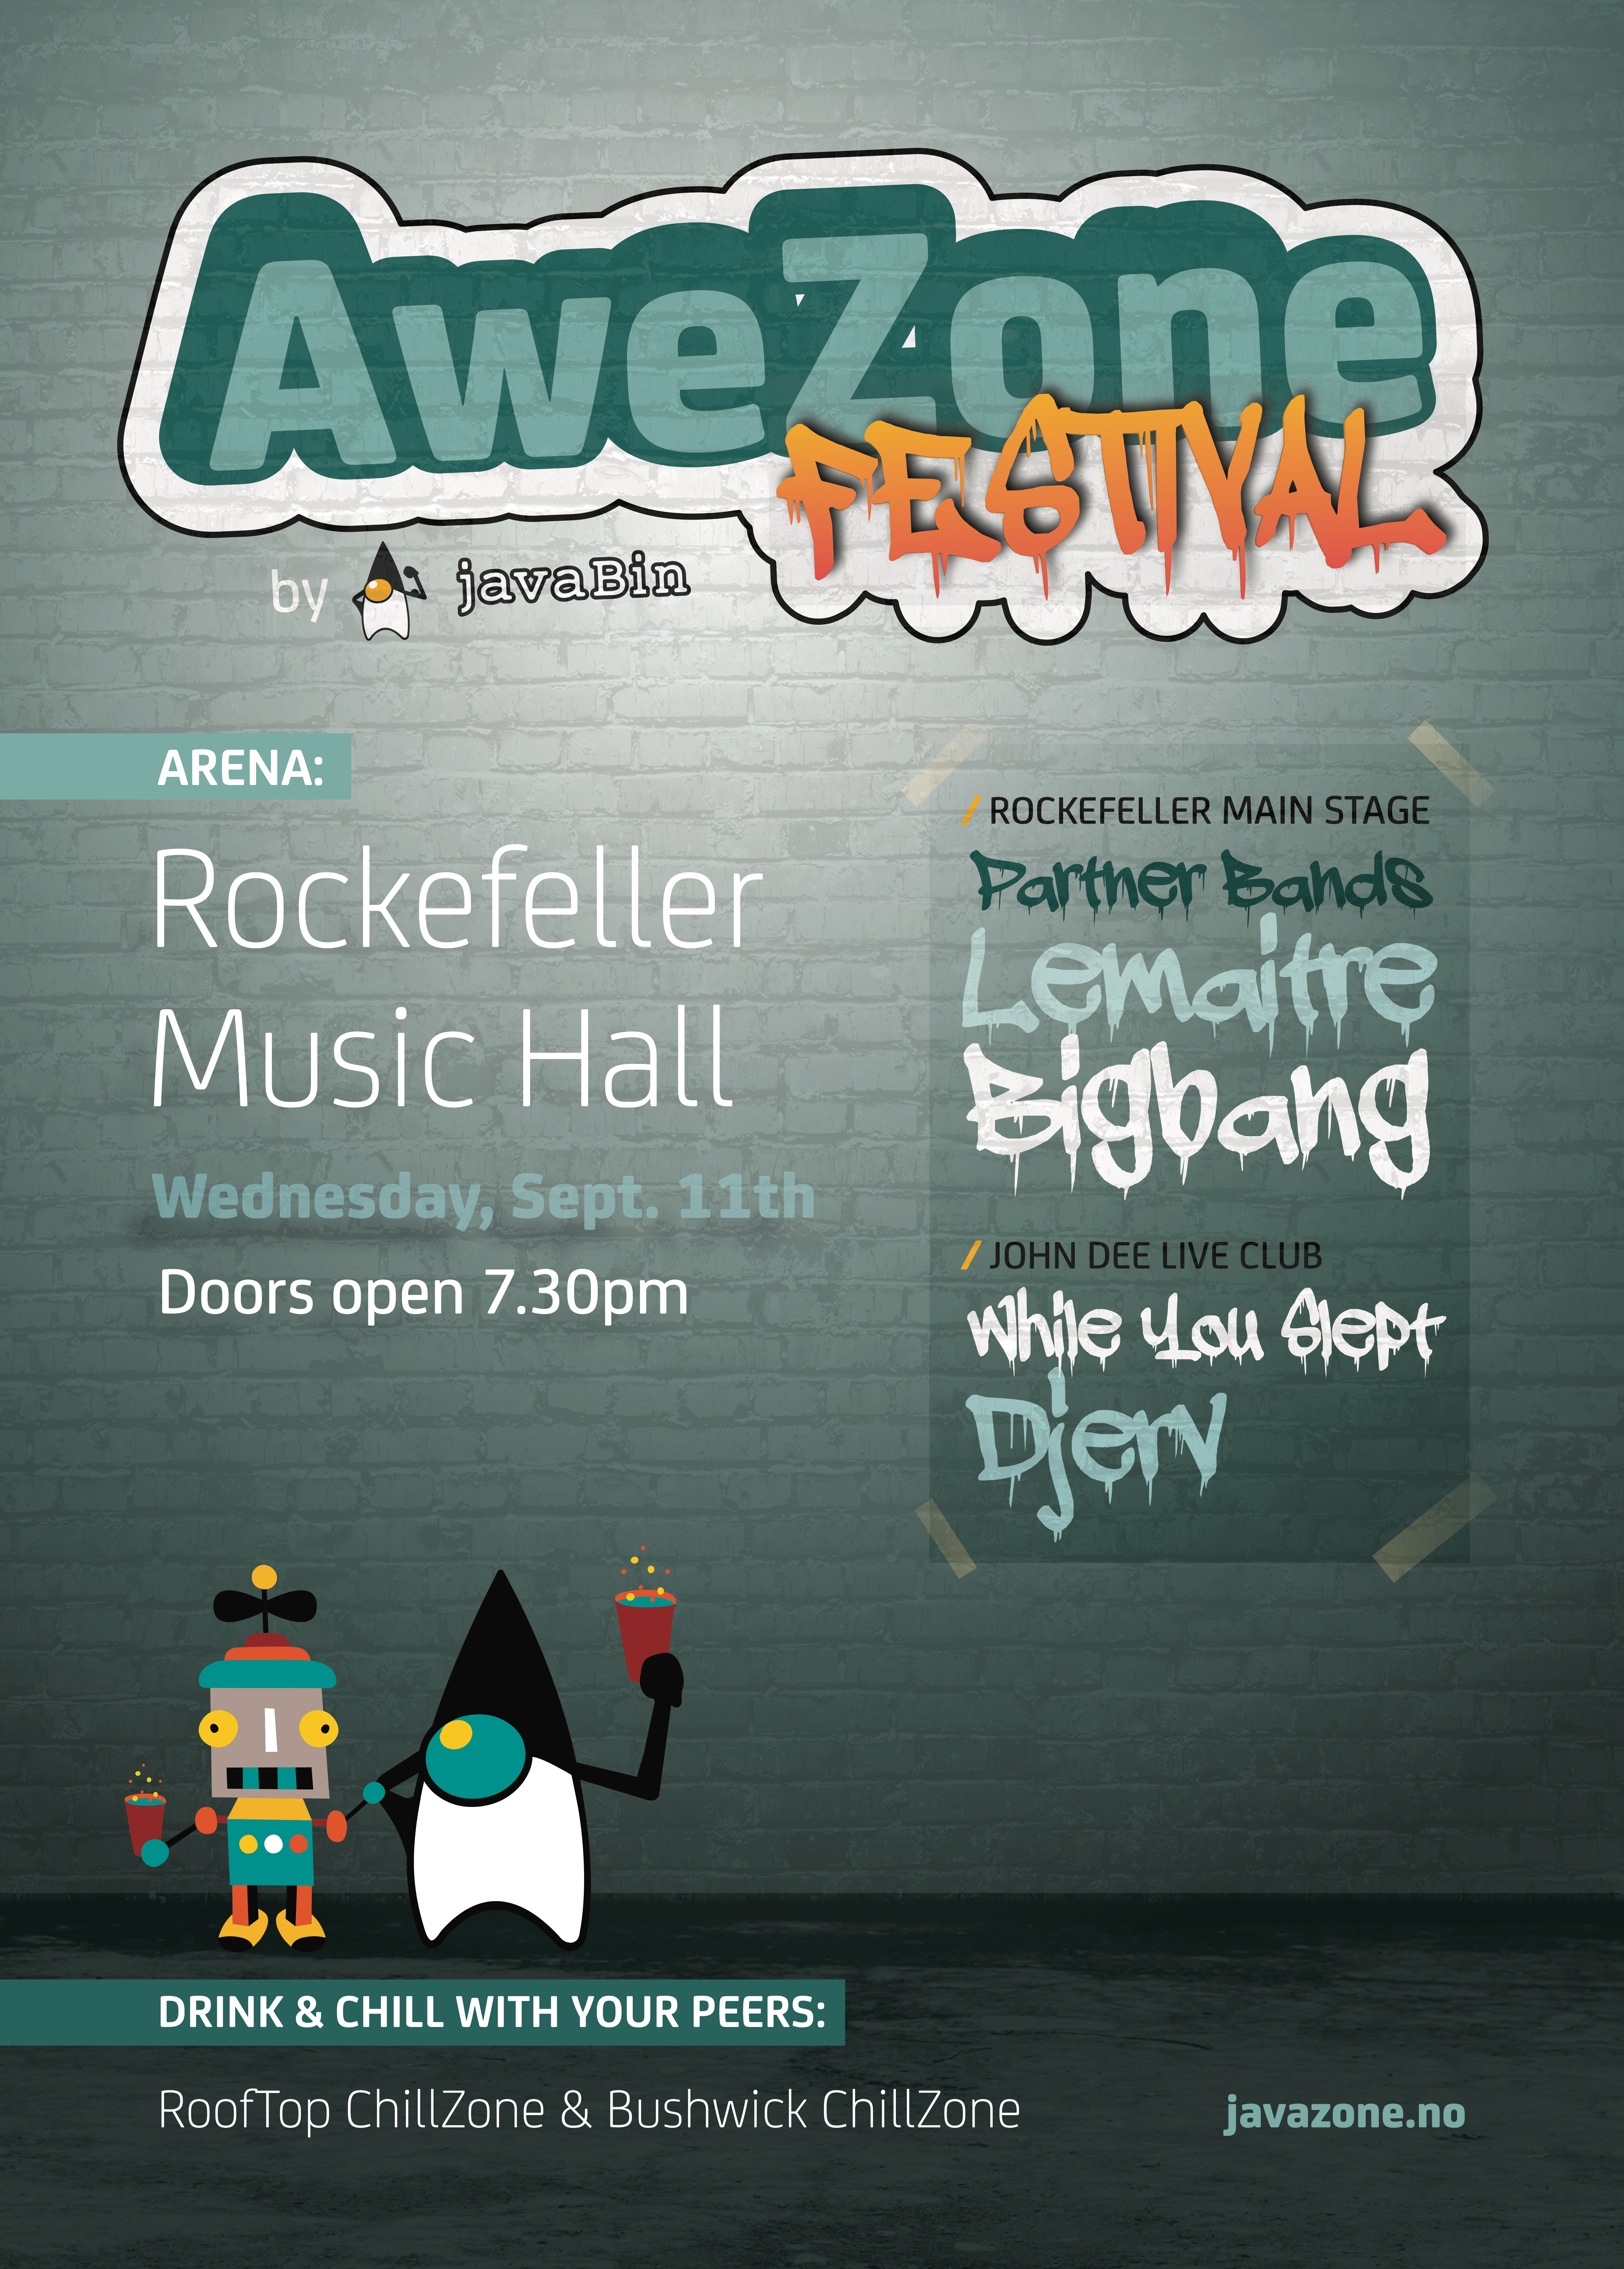 AweZone
FESTIVAL
by javaBin
ARENA:
Rockefeller
Music Hall
Wednesday, Sept. 11th
Doors open 7.30pm
/ ROCKEFELLER MAIN STAGE
Partner Bands
Lemaitre
Bigbang
/ JOHN DEE LIVE CLUB
While You Slept
Djerv
DRINK & CHILL WITH YOUR PEERS:
RoofTop ChillZone & Bushwick ChillZone
javazone.no